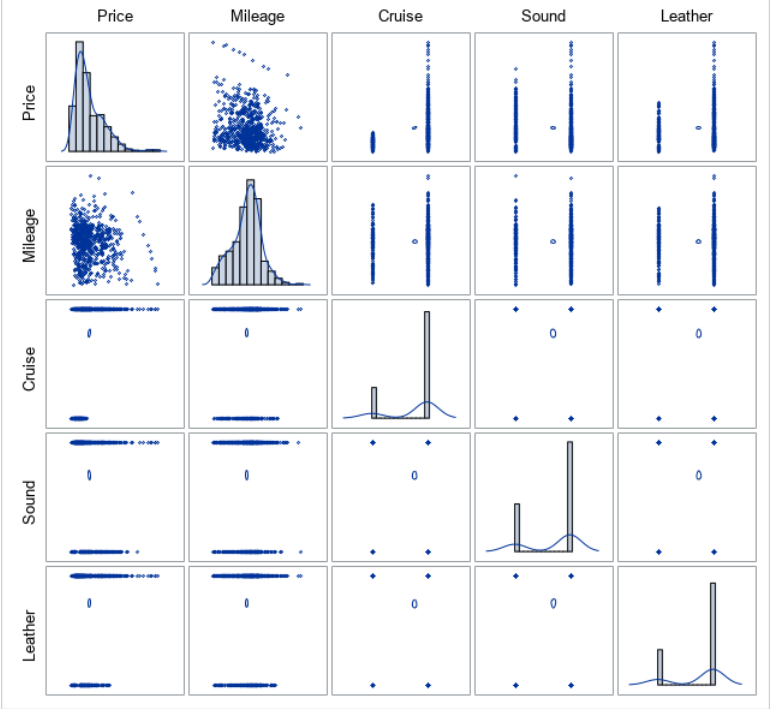 Price Mileage Cruise Sound Leather
Price
Mileage
Cruise
Sound
Leather